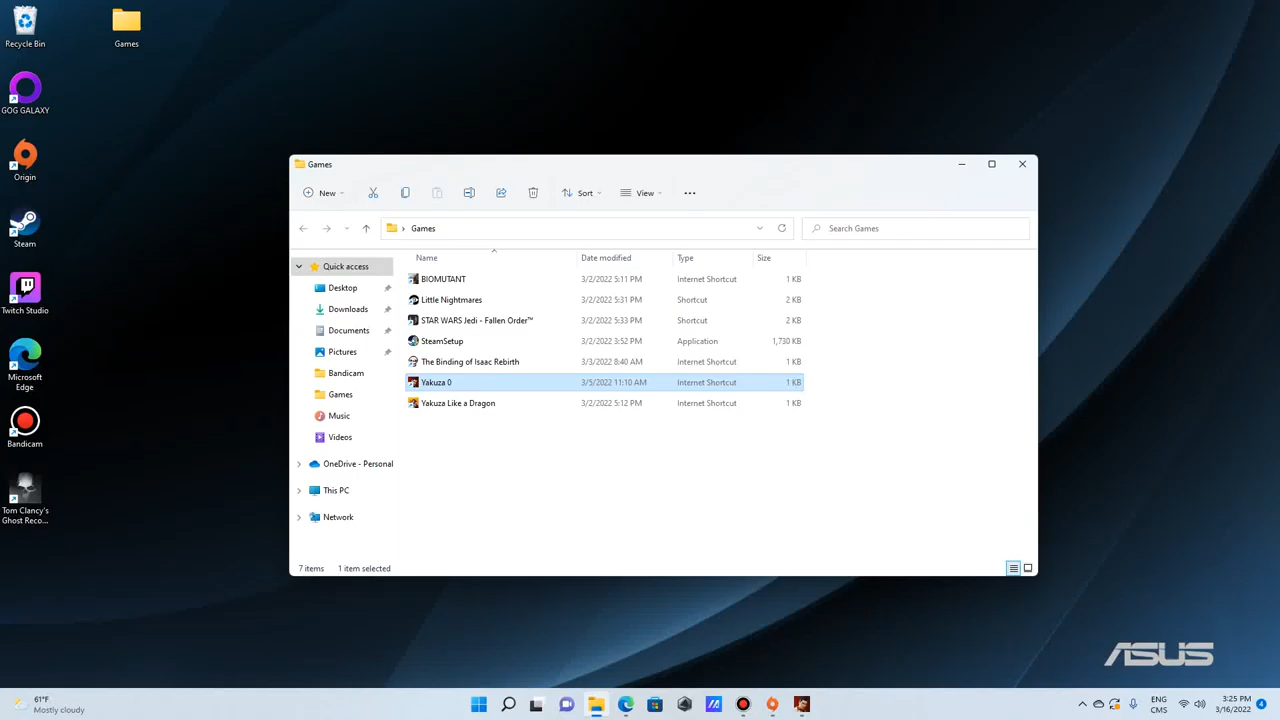 Recycle Bin
Games
GOG GALAXY
Origin
Steam
Twitch Studio
Microsoft
Edge
Bandicam
Tom Clancy's
Ghost Reco...
Games
New
Sort
View
Games
Search Games
Name Date modified Type Size
Quick access
Desktop
Downloads
Documents
Pictures
Bandicam
Games
Music
Videos
OneDrive - Personal
This PC
Network
BIOMUTANT 3/2/2022 5:11 PM Internet Shortcut 1 KB
Little Nightmares 3/2/2022 5:31 PM Shortcut 2 KB
STAR WARS Jedi - Fallen Order™ 3/2/2022 5:33 PM Shortcut 2 KB
SteamSetup 3/2/2022 3:52 PM Application 1,730 KB
The Binding of Isaac Rebirth 3/3/2022 8:40 AM Internet Shortcut 1 KB
Yakuza 0 3/5/2022 11:10 AM Internet Shortcut 1 KB
Yakuza Like a Dragon 3/2/2022 5:12 PM Internet Shortcut 1 KB
7 items 1 item selected
ASUS
61°F
Mostly cloudy
ENG
CMS
3:25 PM
3/16/2022
4